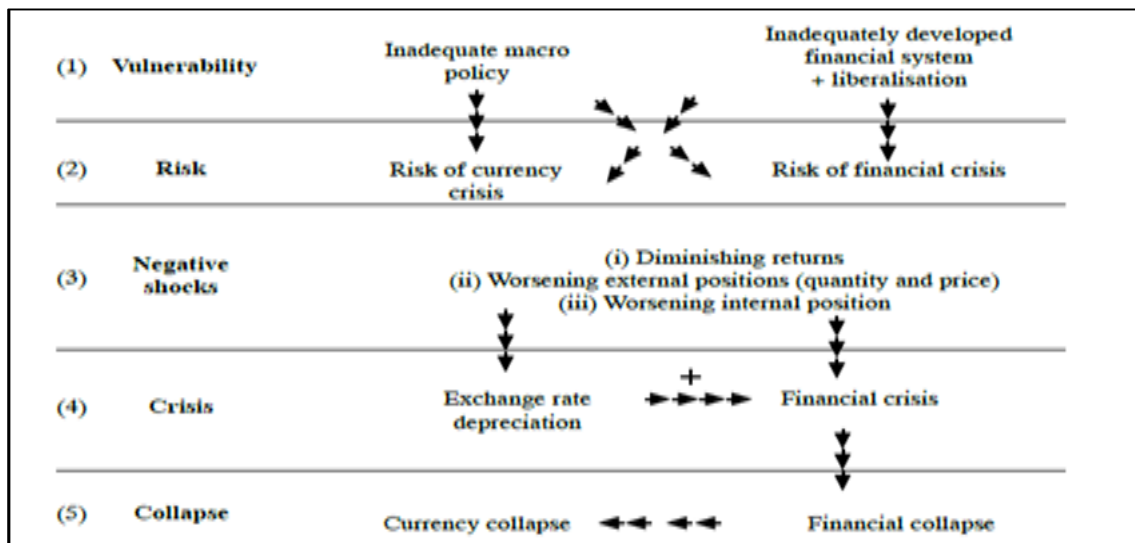 (1) Vulnerability
Inadequate macro
policy
Inadequately developed
financial system
+ liberalisation
(2) Risk
Risk of currency
crisis
Risk of financial crisis
(3) Negative
shocks
(i) Diminishing returns
(ii) Worsening external positions (quantity and price)
(iii) Worsening internal position
(4) Crisis
Exchange rate
depreciation
+
Financial crisis
(5) Collapse
Currency collapse
Financial collapse